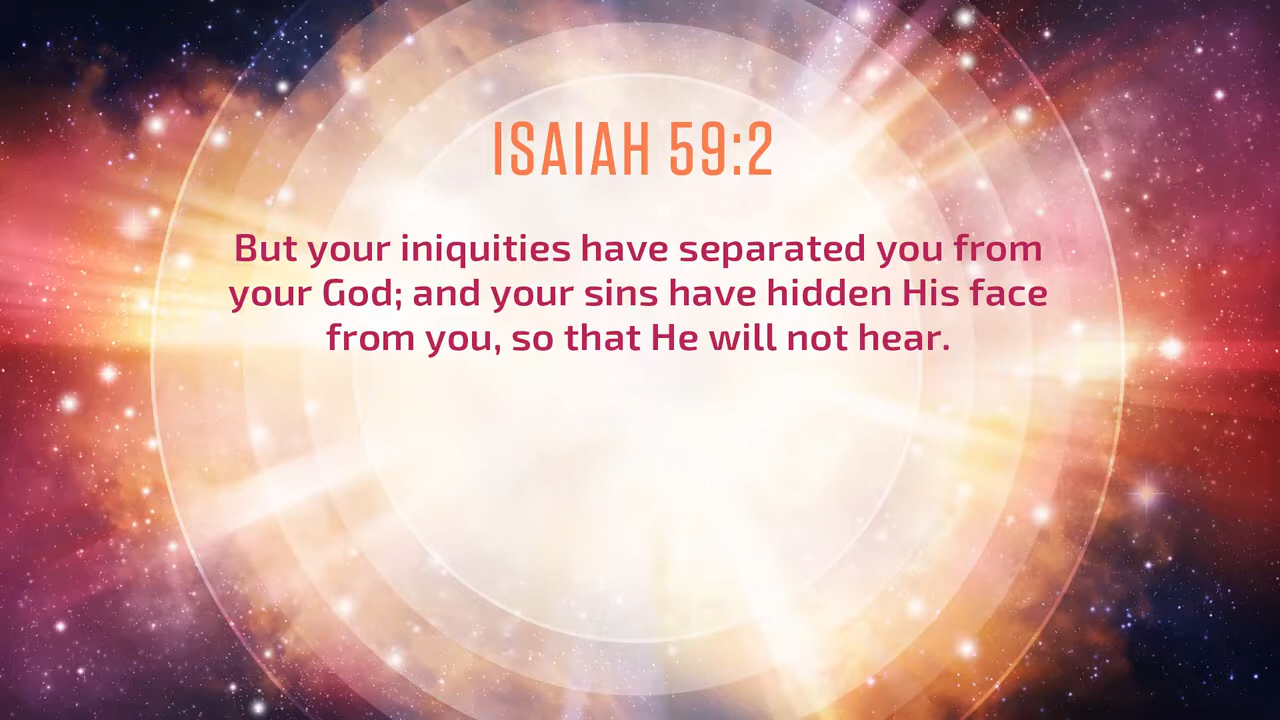 ISAIAH 59:2
But your iniquities have separated you from
your God; and your sins have hidden His face
from you, so that He will not hear.